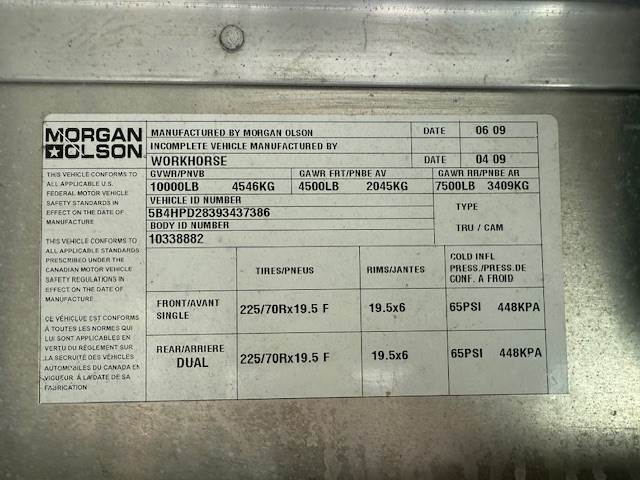 MORGAN OLSON
MANUFACTURED BY MORGAN OLSON DATE 06 09
INCOMPLETE VEHICLE MANUFACTURED BY
WORKHORSE DATE 04 09
GVWR/PNVB GAWR FRT/PNBE AV GAWR RR/PNBE AR
10000LB 4546KG 4500LB 2045KG 7500LB 3409KG
VEHICLE ID NUMBER
5B4HPD28393437386
TYPE
BODY ID NUMBER
10338882
TRU / CAM
THIS VEHICLE CONFORMS TO
ALL APPLICABLE U.S.
FEDERAL MOTOR VEHICLE
SAFETY STANDARDS IN
EFFECT ON THE DATE OF
MANUFACTURE
THIS VEHICLE CONFORMS TO
ALL APPLICABLE STANDARDS
PRESCRIBED UNDER THE
CANADIAN MOTOR VEHICLE
SAFETY REGULATIONS IN
EFFECT ON THE DATE OF
MANUFACTURE.
CE VÉHICLUE EST CONFORMS
À TOUTES LES NORMES QUI
LUI SONT APPLICABLES EN
VERTU DU RÈGLEMENT SUR
LA SECRUITÉ DES VÉHICLES
AUTOMOBILES DU CANADA EN
VIGUEUR À LA DATE DE SA
FABRICATION
TIRES/PNEUS RIMS/JANTES
COLD INFL
PRESS./PRESS.DE
CONF. A FROID
FRONT/AVANT
SINGLE
225/70Rx19.5 F 19.5x6 65PSI 448KPA
REAR/ARRIERE
DUAL
225/70Rx19.5 F 19.5x6 65PSI 448KPA